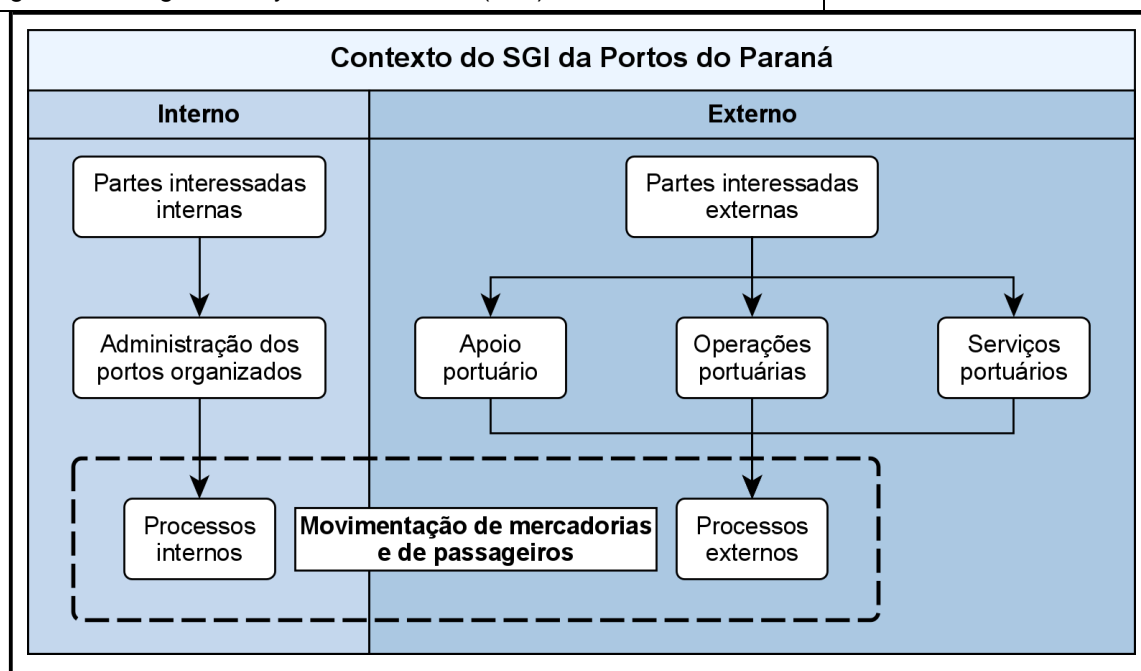 Contexto do SGI da Portos do Paraná
Interno
Externo
Partes interessadas
internas
Partes interessadas
externas
Administração dos
portos organizados
Apoio
portuário
Operações
portuárias
Serviços
portuários
Processos
internos
Movimentação de mercadorias
e de passageiros
Processos
externos